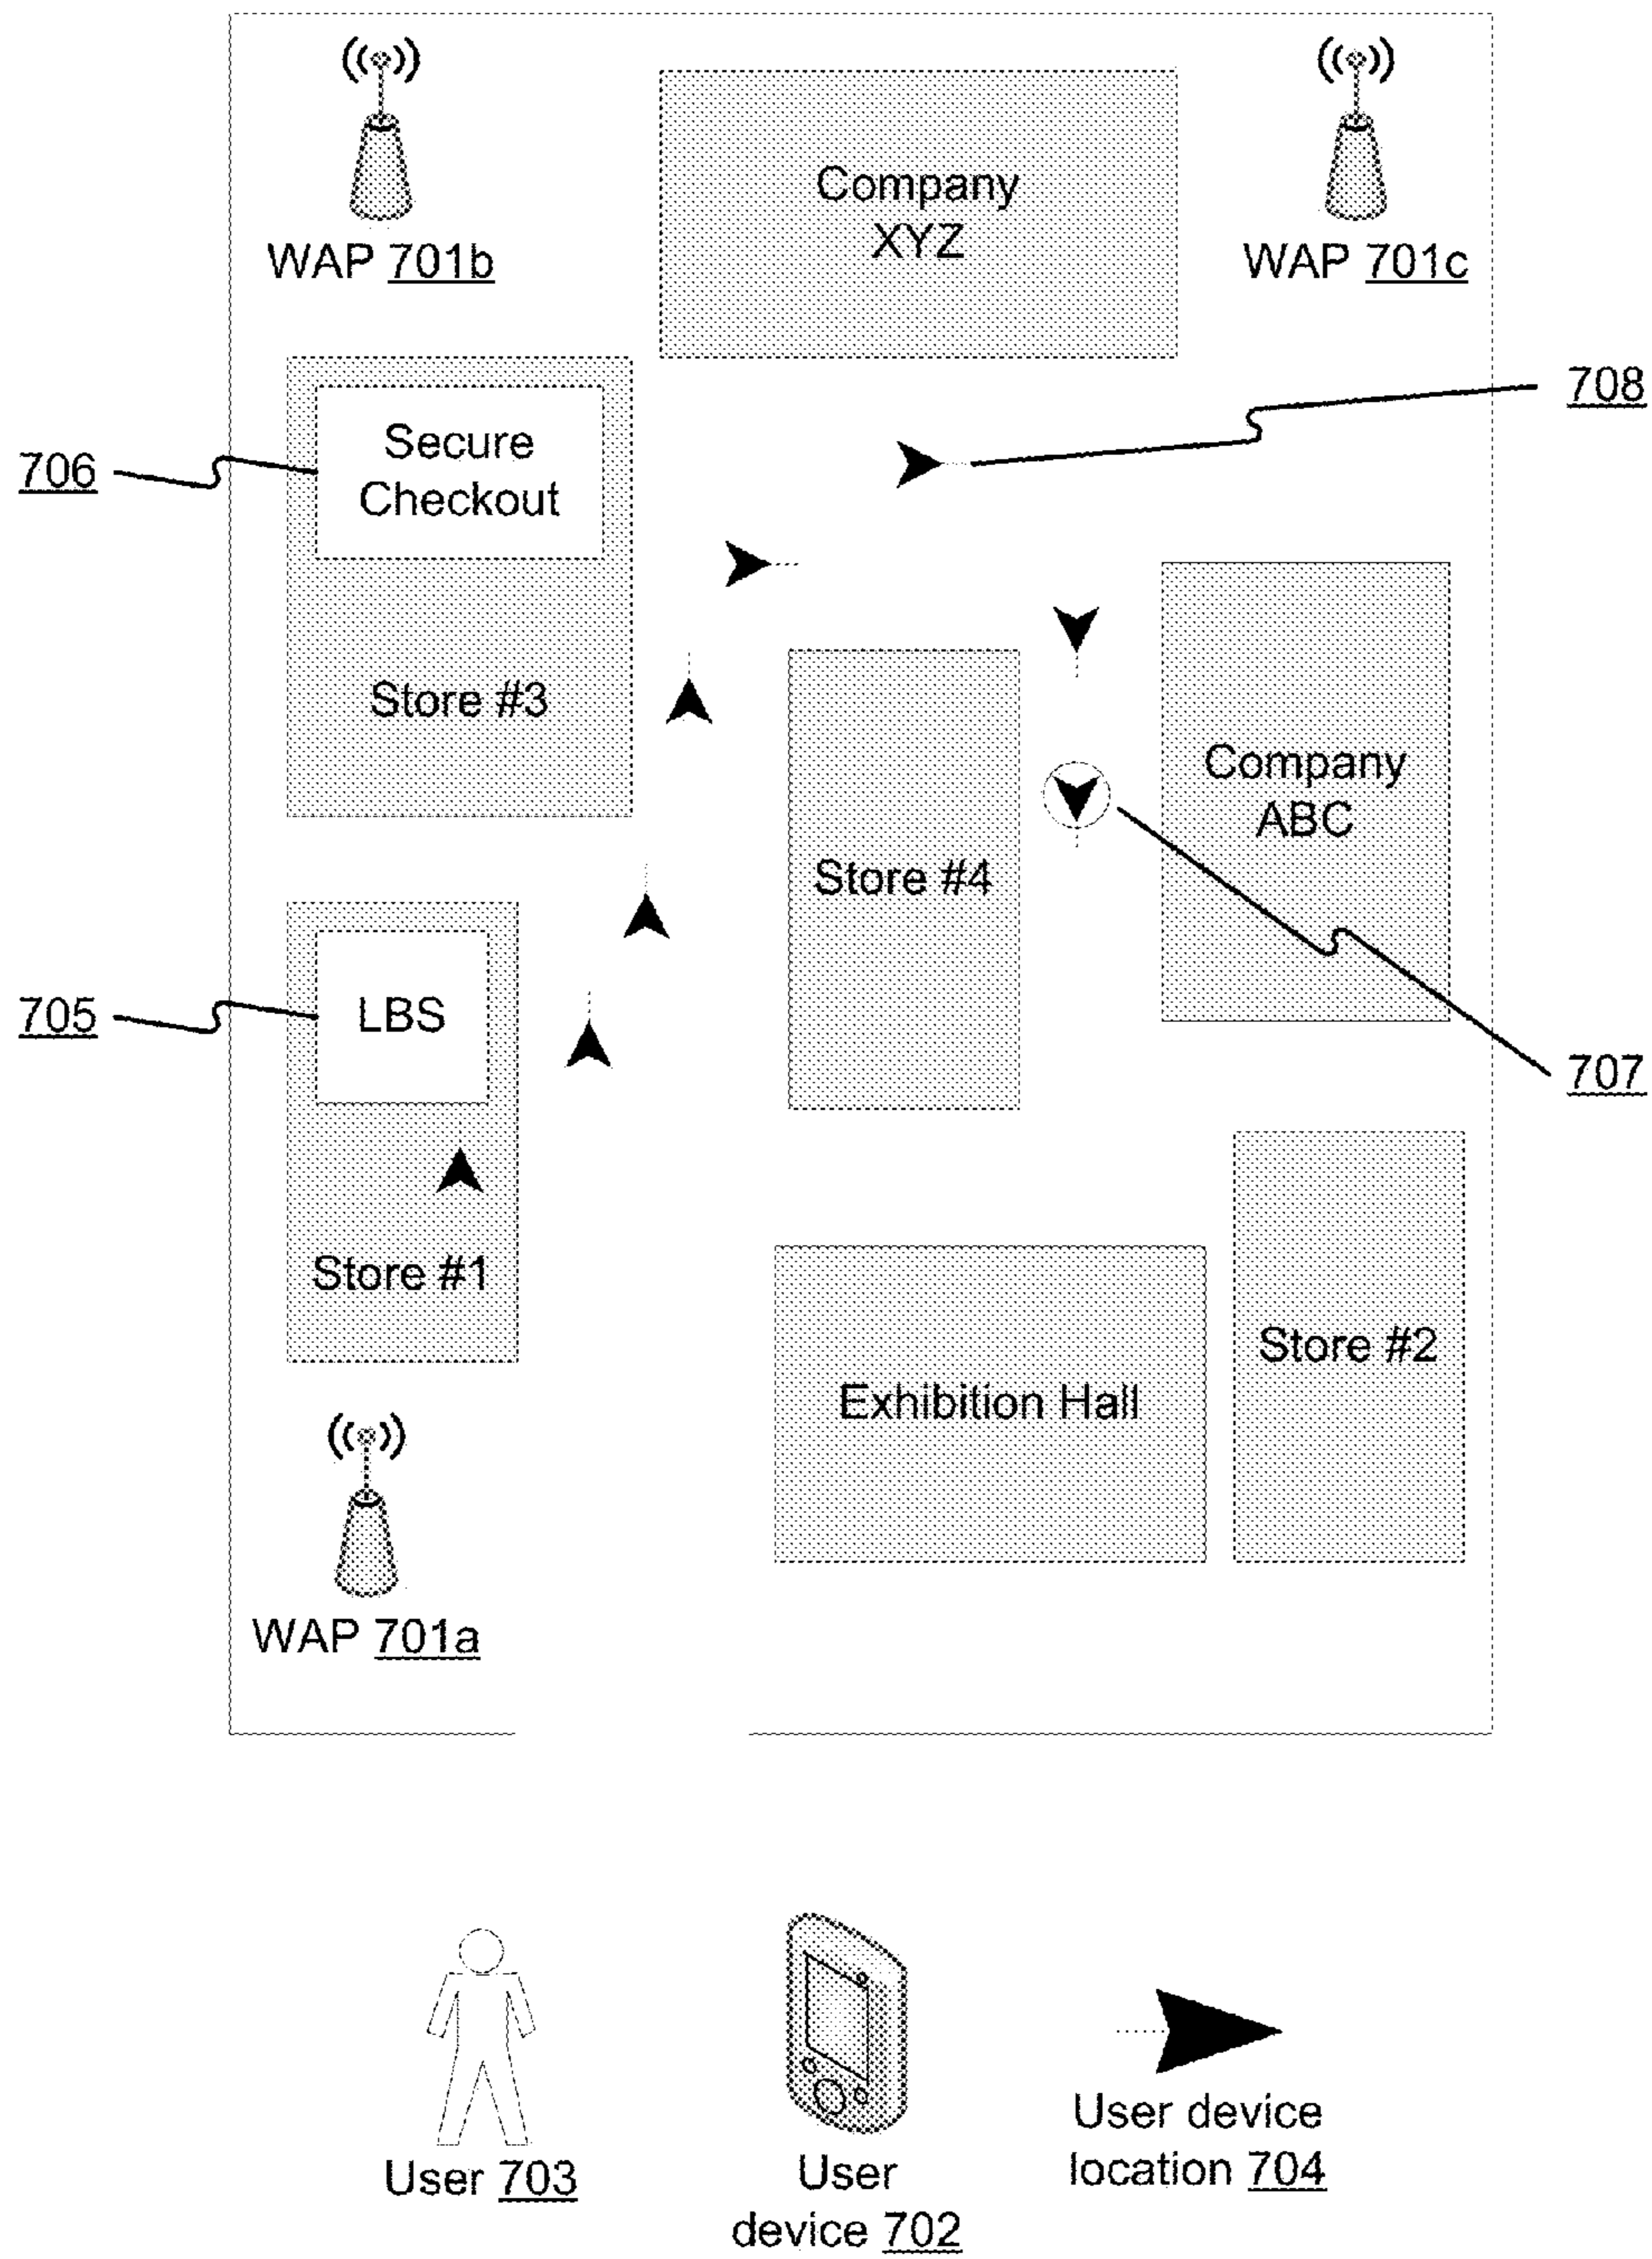 WAP 701b
Company
XYZ
WAP 701c
708
706
Secure
Checkout
Store #3
Company
ABC
Store #4
705
LBS
707
Store #1
Store #2
Exhibition Hall
WAP 701a
User 703
User
device 702
User device
location 704